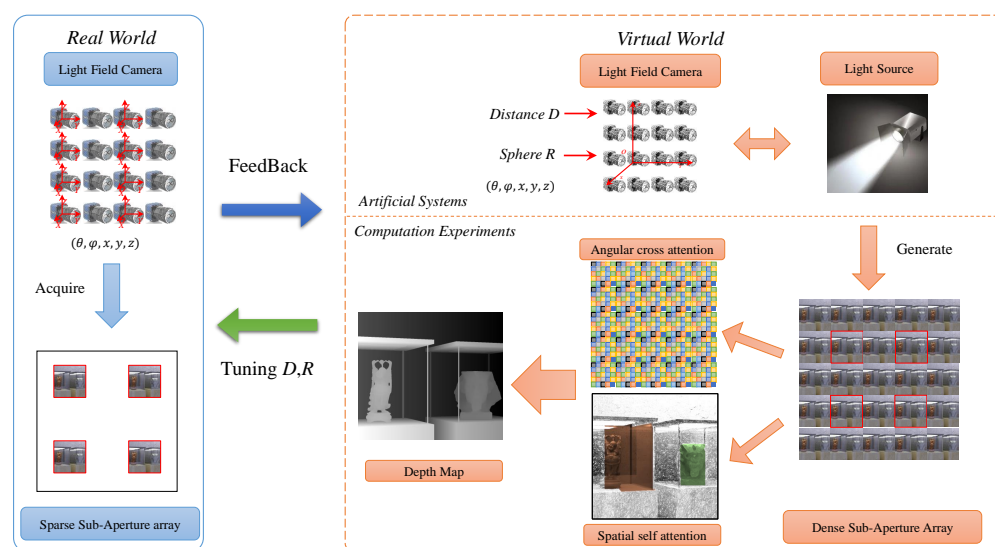 Real World
Light Field Camera
(θ, φ, x, y, z)
Acquire
Sparse Sub-Aperture array
FeedBack
Tuning D,R
Virtual World
Light Field Camera
Light Source
Distance D
Sphere R
(θ, φ, x, y, z)
Artificial Systems
Computation Experiments
Angular cross attention
Generate
Depth Map
Spatial self attention
Dense Sub-Aperture Array